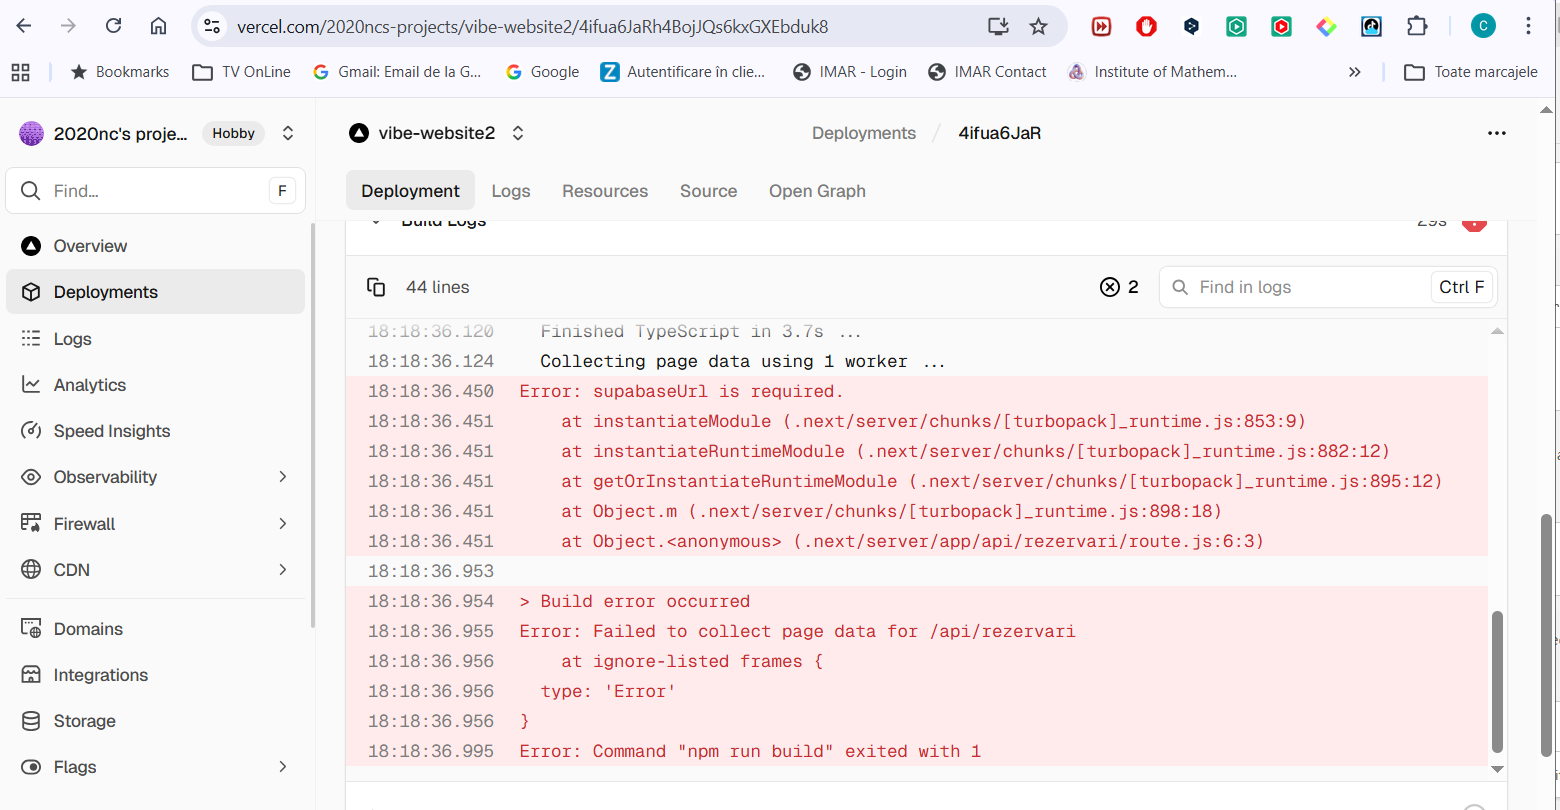 vercel.com/2020ncs-projects/vibe-website2/4ifua6JaRh4BojJQs6kxGXEbduk8
C
Bookmarks TV OnLine Gmail: Email de la G... Google Z Autentificare în clie... IMAR - Login IMAR Contact Institute of Mathem... » Toate marcajele
2020nc's proje... Hobby
vibe-website2
Deployments / 4ifua6JaR
Find... F
Deployment Logs Resources Source Open Graph
Overview
Deployments
Logs
Analytics
Speed Insights
Observability
Firewall
CDN
Domains
Integrations
Storage
Flags
Build Logs 29s
44 lines 2 Find in logs Ctrl F
18:18:36.120 Finished TypeScript in 3.7s ...
18:18:36.124 Collecting page data using 1 worker ...
18:18:36.450 Error: supabaseUrl is required.
18:18:36.451 at instantiateModule (.next/server/chunks/[turbopack]_runtime.js:853:9)
18:18:36.451 at instantiateRuntimeModule (.next/server/chunks/[turbopack]_runtime.js:882:12)
18:18:36.451 at getOrInstantiateRuntimeModule (.next/server/chunks/[turbopack]_runtime.js:895:12)
18:18:36.451 at Object.m (.next/server/chunks/[turbopack]_runtime.js:898:18)
18:18:36.451 at Object.<anonymous> (.next/server/app/api/rezervari/route.js:6:3)
18:18:36.953
18:18:36.954 > Build error occurred
18:18:36.955 Error: Failed to collect page data for /api/rezervari
18:18:36.956 at ignore-listed frames {
18:18:36.956 type: 'Error'
18:18:36.956 }
18:18:36.995 Error: Command "npm run build" exited with 1